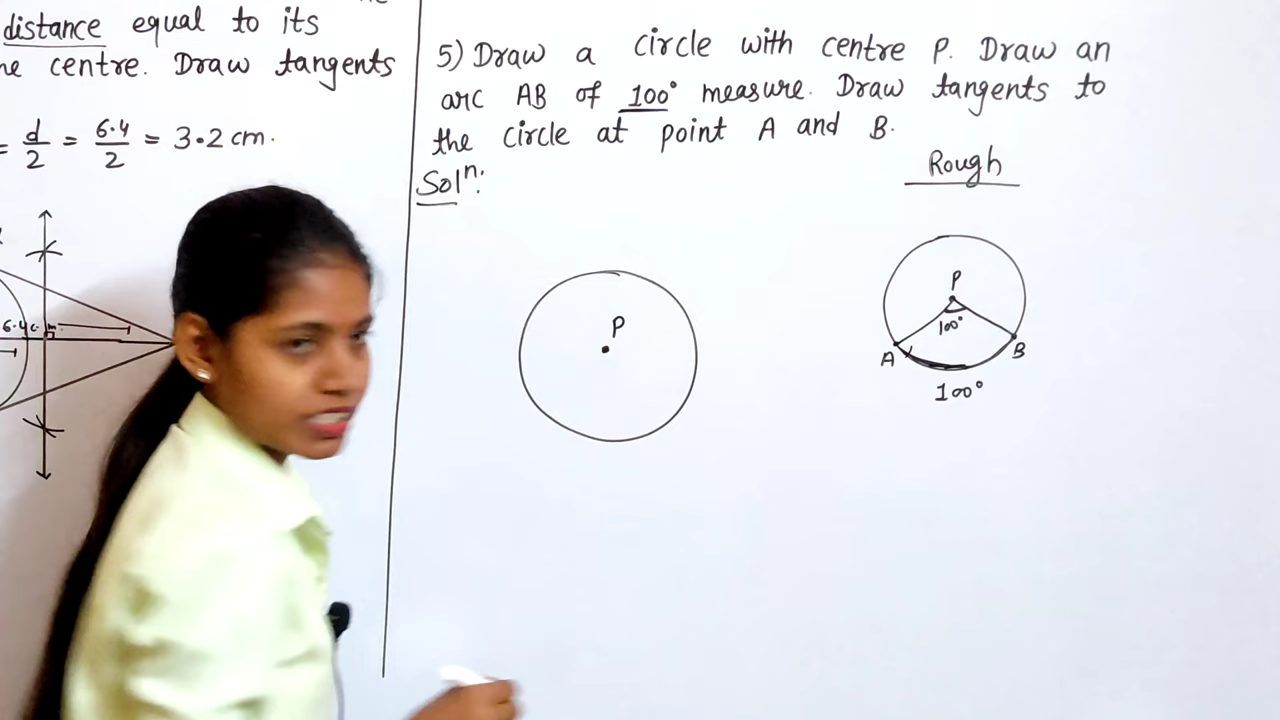 distance equal to its
centre. Draw tangents
= d/2 = 6.4/2 = 3.2 cm.
6.4 cm
5) Draw a circle with centre P. Draw an
arc AB of 100° measure. Draw tangents to
the circle at point A and B.
Solⁿ:
Rough
P
P
100°
A
B
100°